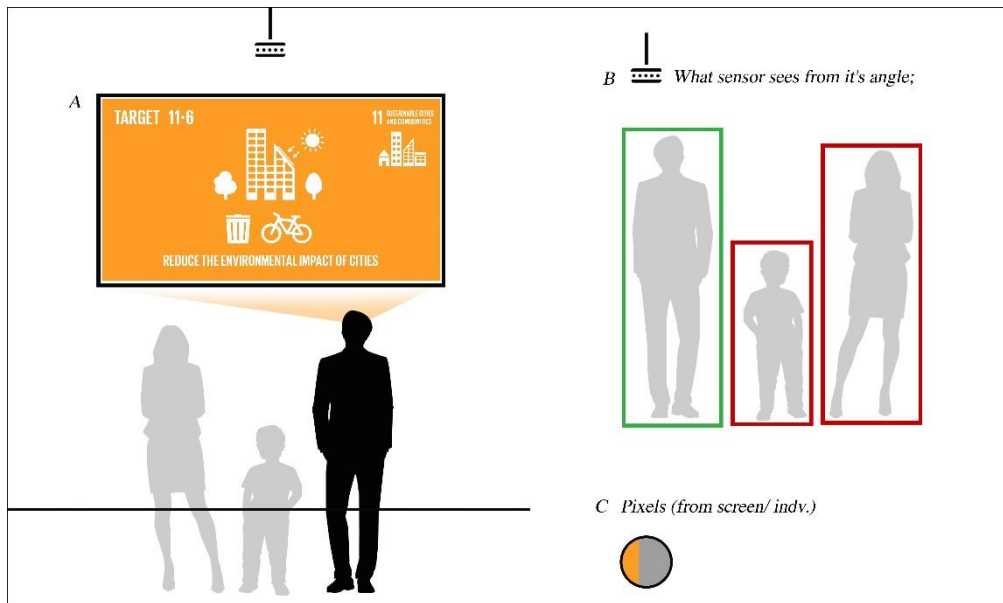 A
TARGET 11·6
11 SUSTAINABLE CITIES
AND COMMUNITIES
REDUCE THE ENVIRONMENTAL IMPACT OF CITIES
B
What sensor sees from it's angle;
C Pixels (from screen/ indv.)